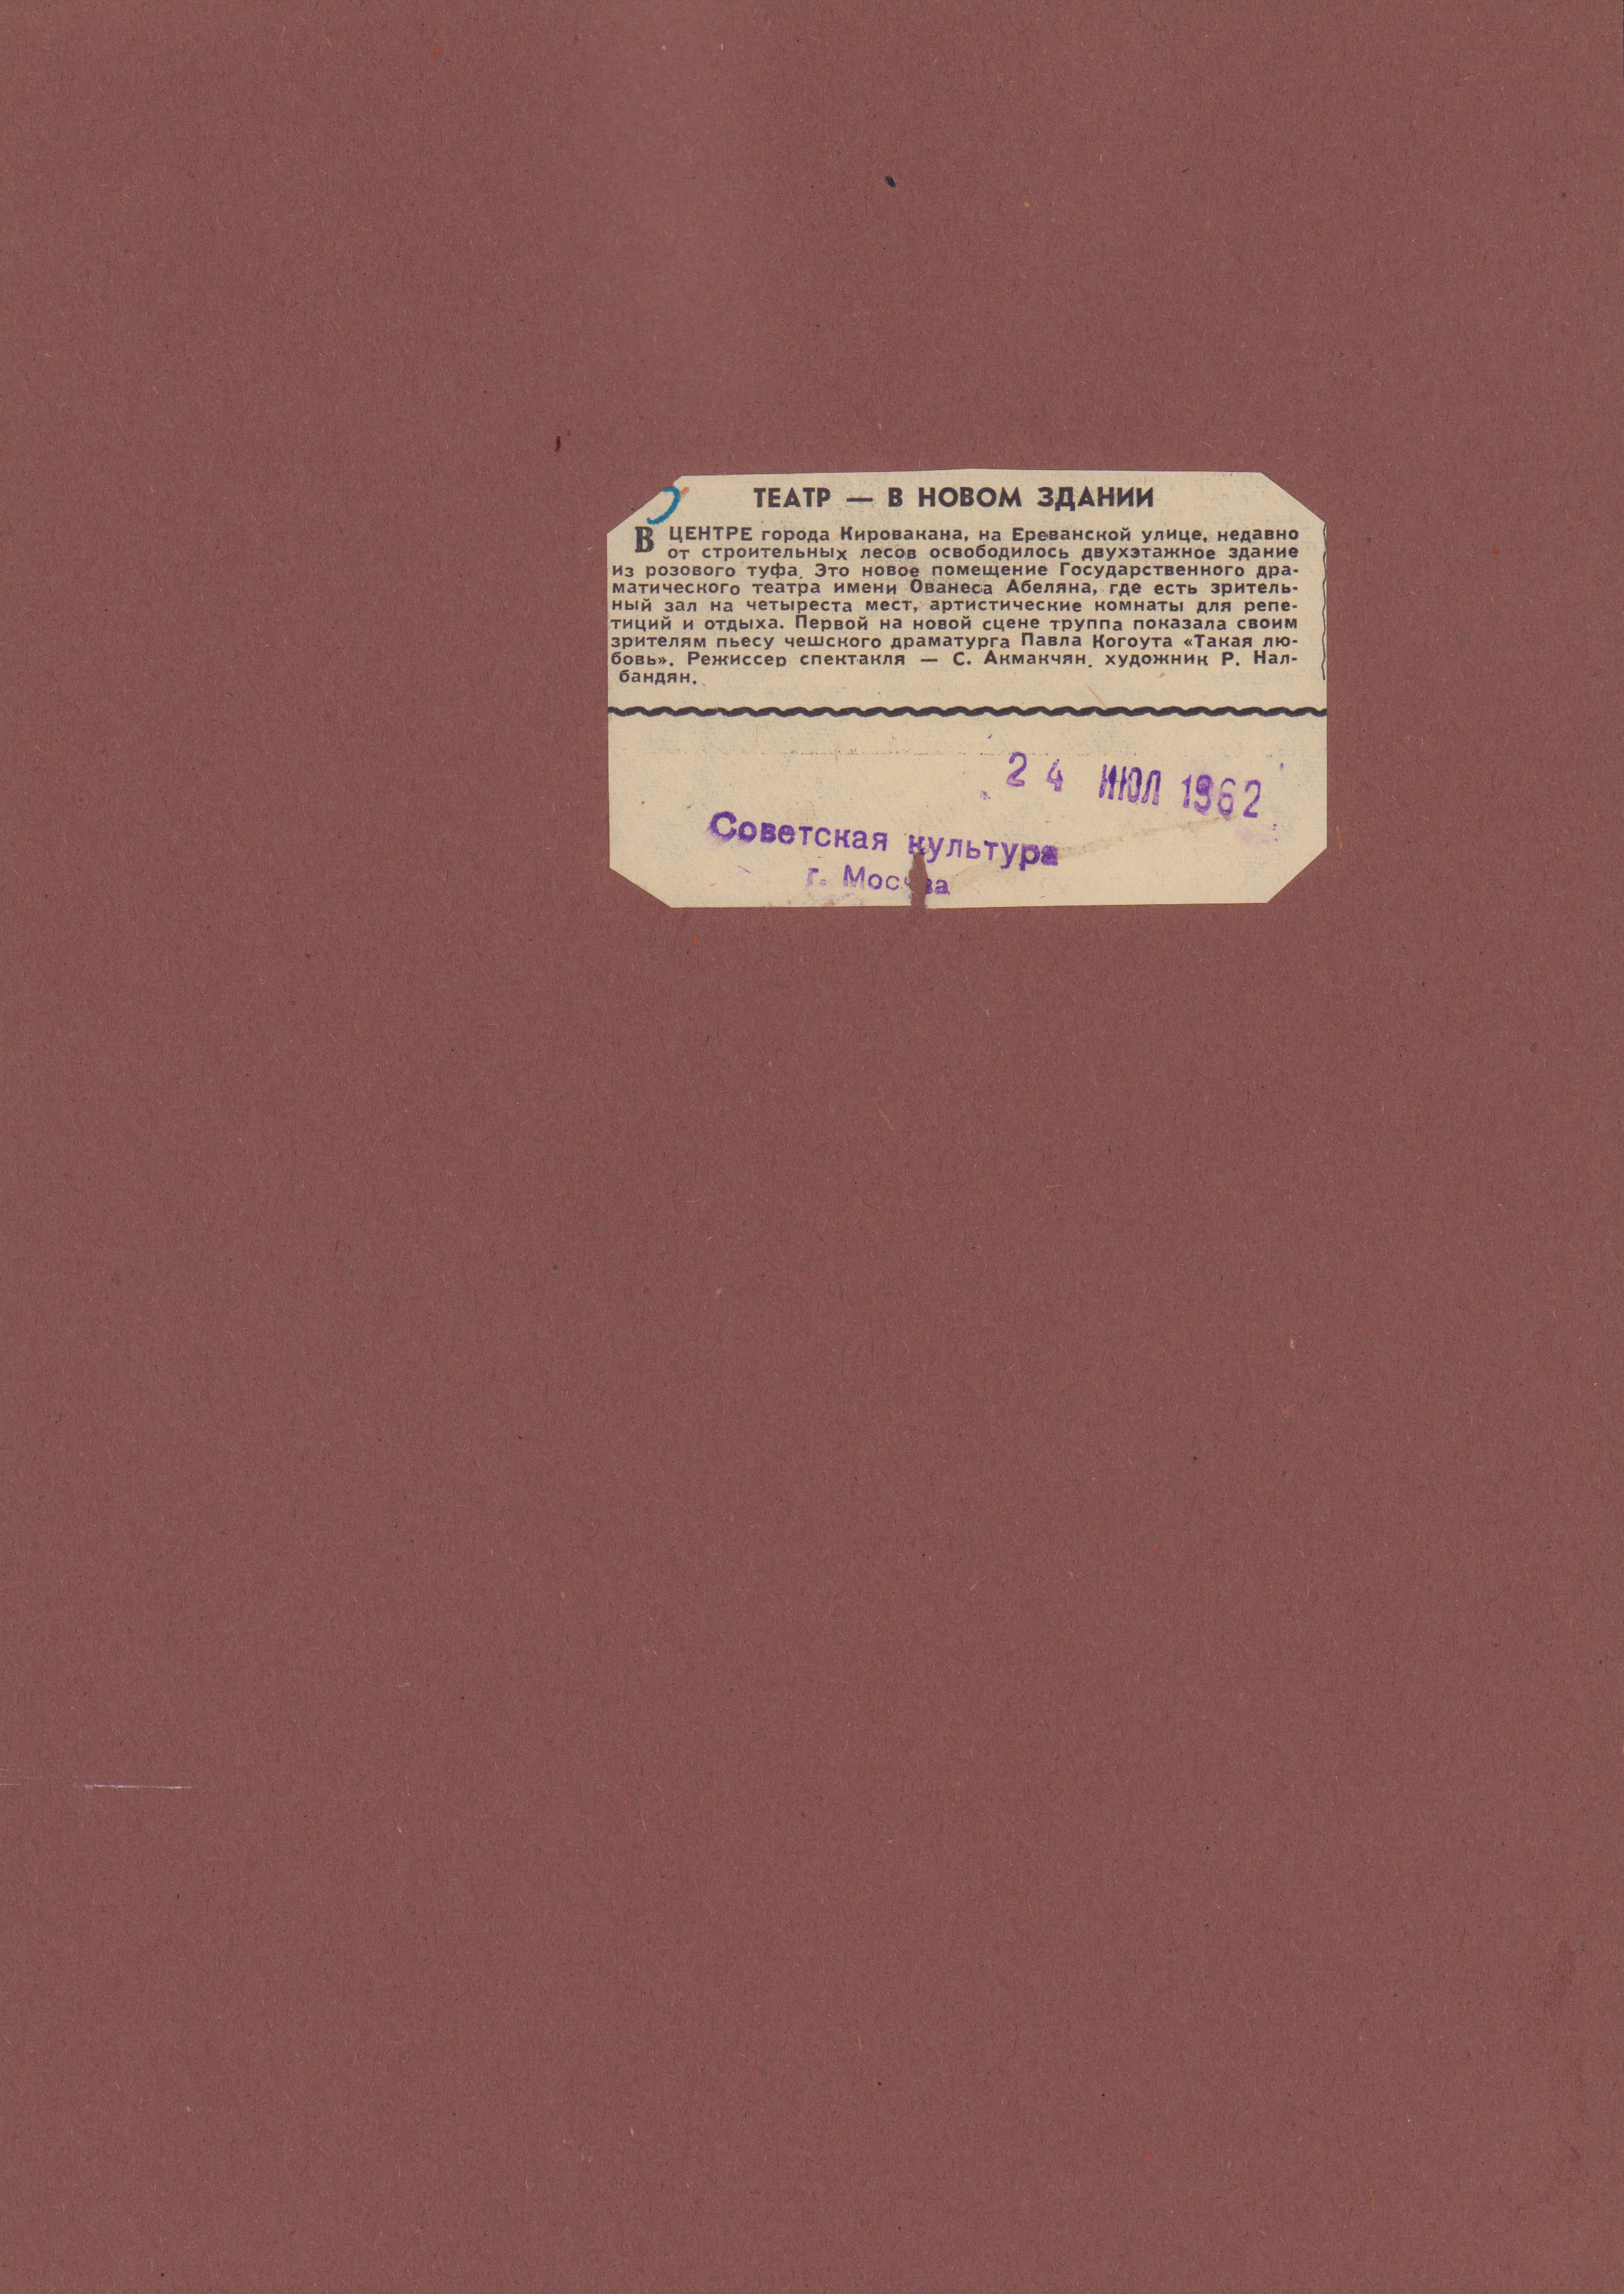 ТЕАТР — В НОВОМ ЗДАНИИ
В ЦЕНТРЕ города Кировакана, на Ереванской улице, недавно
от строительных лесов освободилось двухэтажное здание
из розового туфа. Это новое помещение Государственного дра-
матического театра имени Ованеса Абеляна, где есть зритель-
ный зал на четыреста мест, артистические комнаты для репе-
тиций и отдыха. Первой на новой сцене труппа показала своим
зрителям пьесу чешского драматурга Павла Когоута «Такая лю-
бовь». Режиссер спектакля — С. Акмакчян, художник Р. Нал-
бандян.
24 ИЮЛ 1962
Советская культура
г. Москва